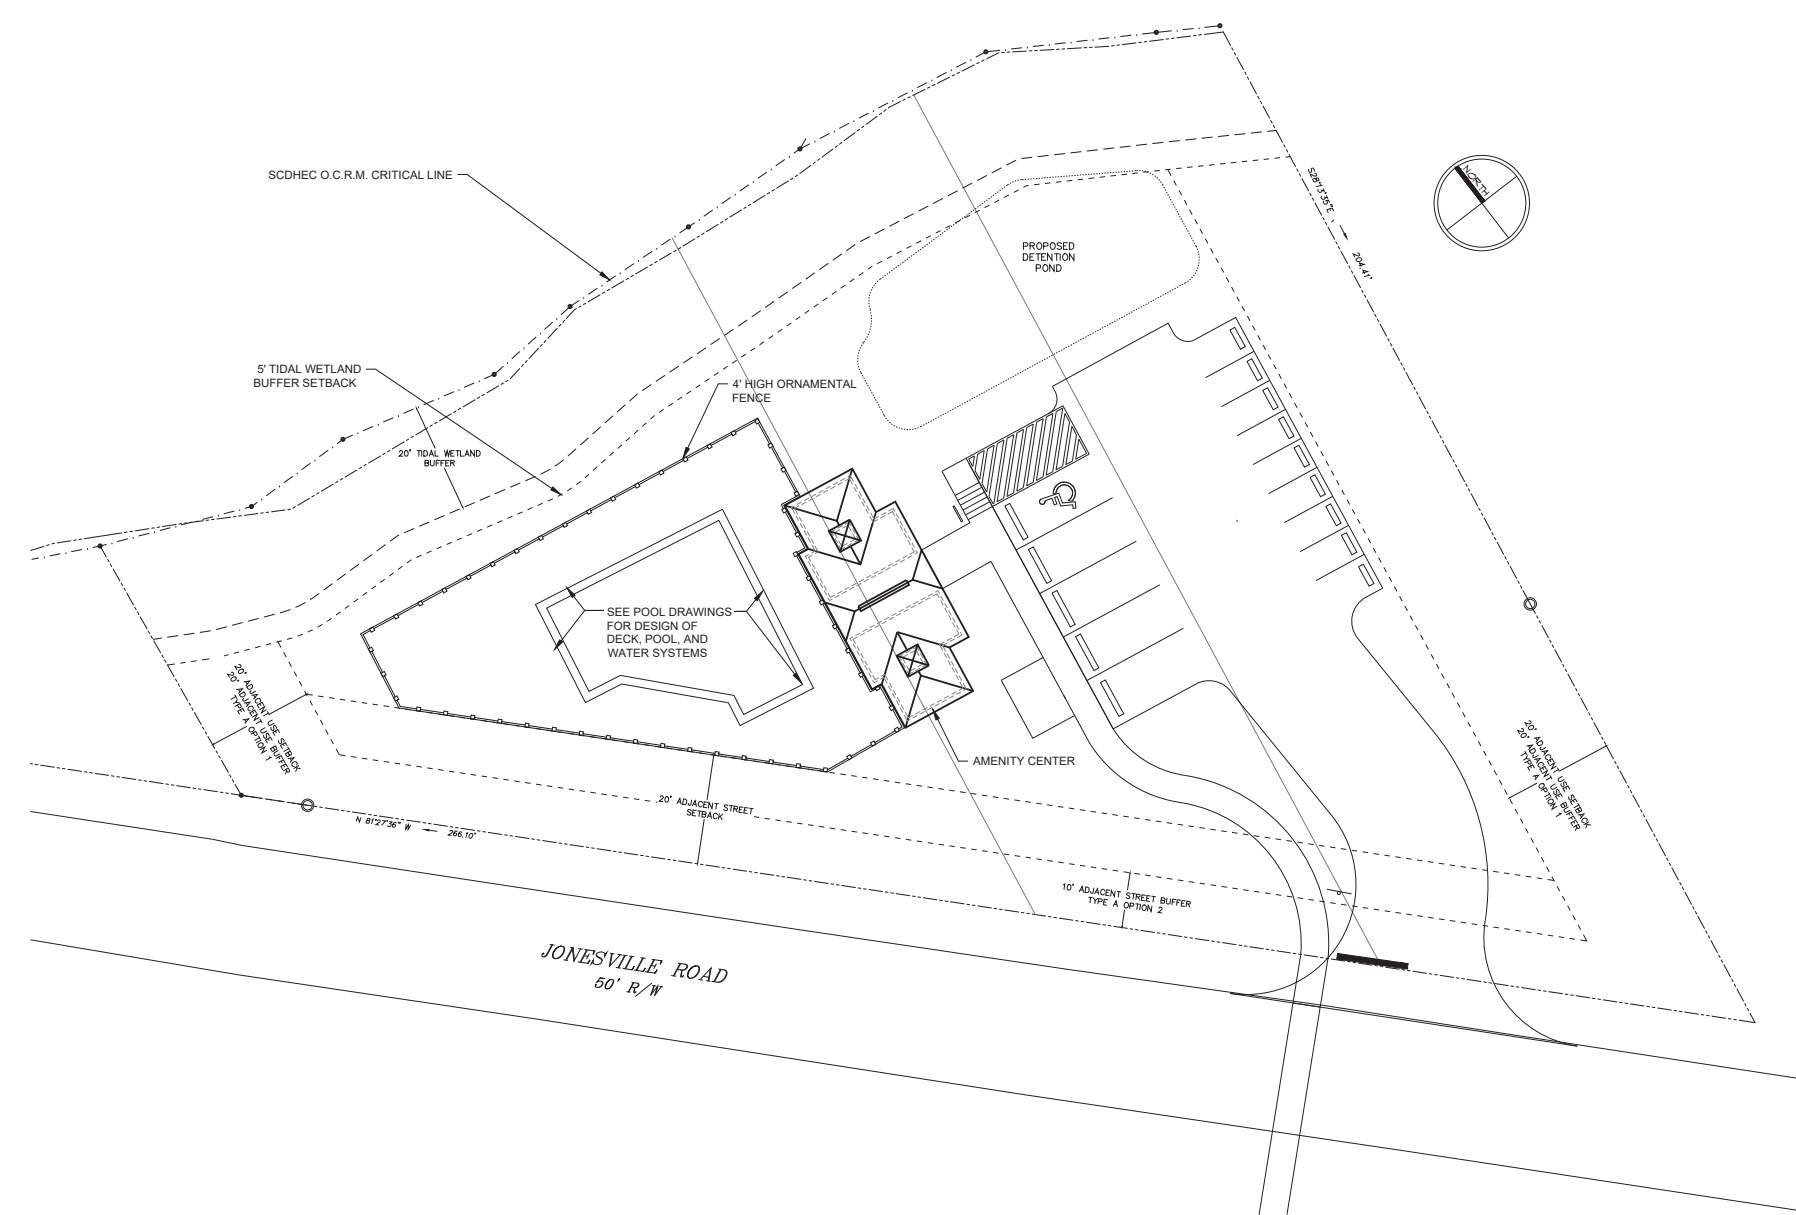 SCDHEC O.C.R.M. CRITICAL LINE
NORTH
S28°13'35"E
204.41'
PROPOSED
DETENTION
POND
5' TIDAL WETLAND
BUFFER SETBACK
4' HIGH ORNAMENTAL
FENCE
20' TIDAL WETLAND
BUFFER
SEE POOL DRAWINGS
FOR DESIGN OF
DECK, POOL, AND
WATER SYSTEMS
20' ADJACENT USE SETBACK
20' ADJACENT USE BUFFER
TYPE A OPTION 1
AMENITY CENTER
20' ADJACENT USE SETBACK
20' ADJACENT USE BUFFER
TYPE A OPTION 1
20' ADJACENT STREET
SETBACK
N 81°27'36" W
266.10'
10' ADJACENT STREET BUFFER
TYPE A OPTION 2
JONESVILLE ROAD
50' R/W